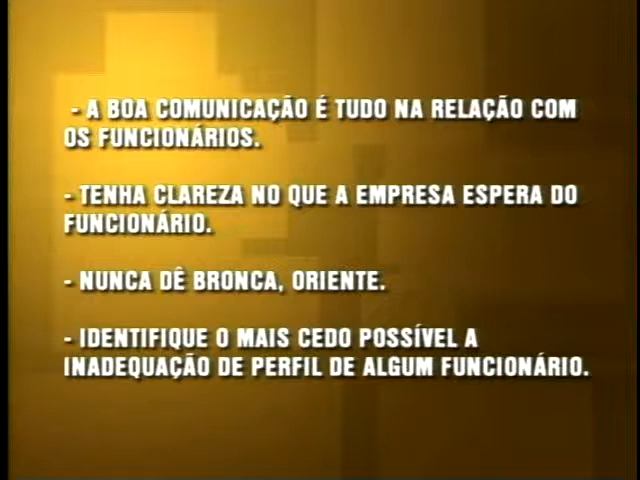 - A BOA COMUNICAÇÃO É TUDO NA RELAÇÃO COM
OS FUNCIONÁRIOS.
- TENHA CLAREZA NO QUE A EMPRESA ESPERA DO
FUNCIONÁRIO.
- NUNCA DÊ BRONCA, ORIENTE.
- IDENTIFIQUE O MAIS CEDO POSSÍVEL A
INADEQUAÇÃO DE PERFIL DE ALGUM FUNCIONÁRIO.